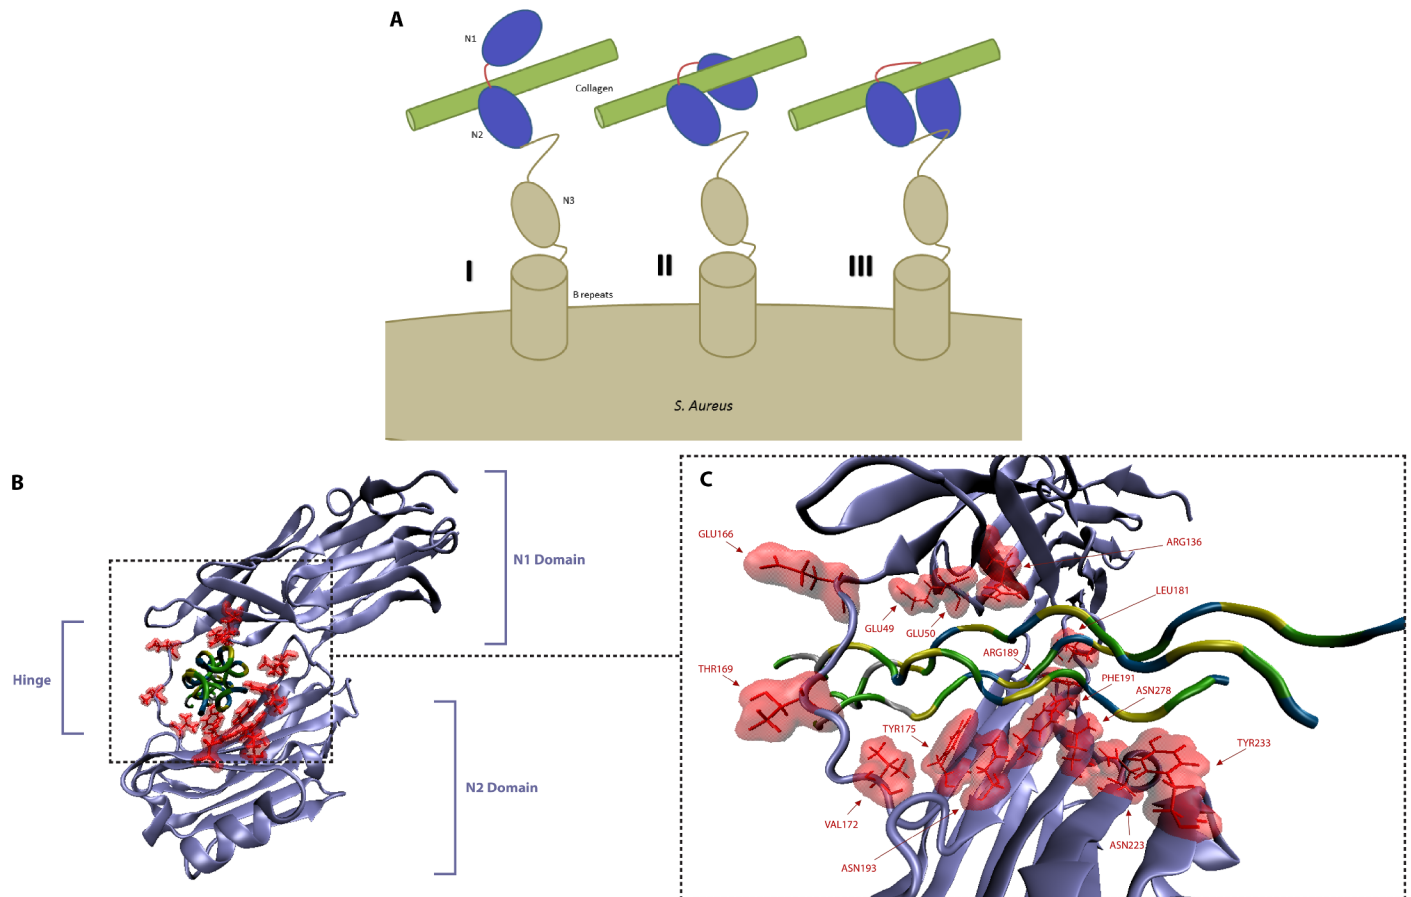 A
N1
Collagen
N2
N3
I
II
III
B repeats
S. Aureus
B
N1 Domain
Hinge
N2 Domain
C
GLU166
ARG136
LEU181
GLU49
GLU50
ARG189
THR169
PHE191
ASN278
TYR175
TYR233
VAL172
ASN223
ASN193